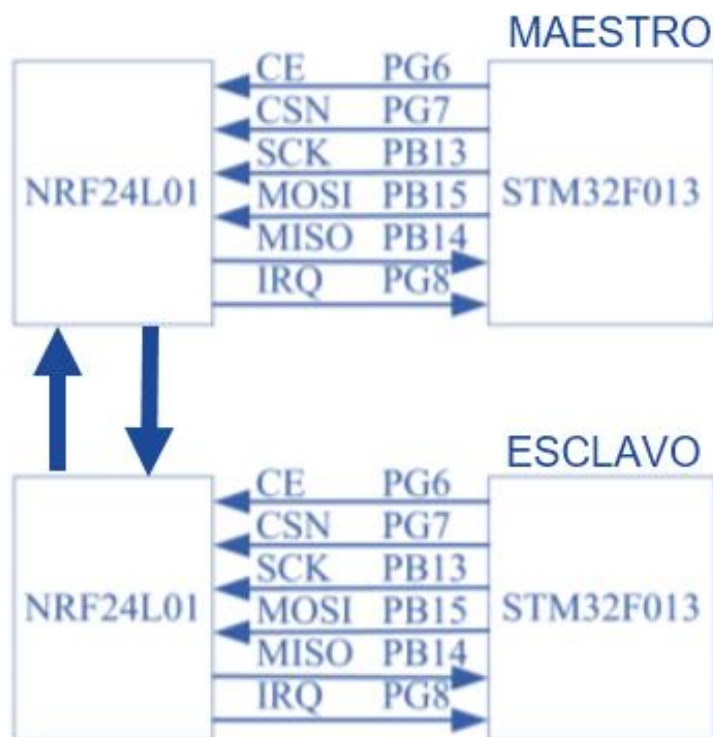 MAESTRO
CE PG6
CSN PG7
SCK PB13
NRF24L01 MOSI PB15 STM32F013
MISO PB14
IRQ PG8
ESCLAVO
CE PG6
CSN PG7
SCK PB13
NRF24L01 MOSI PB15 STM32F013
MISO PB14
IRQ PG8